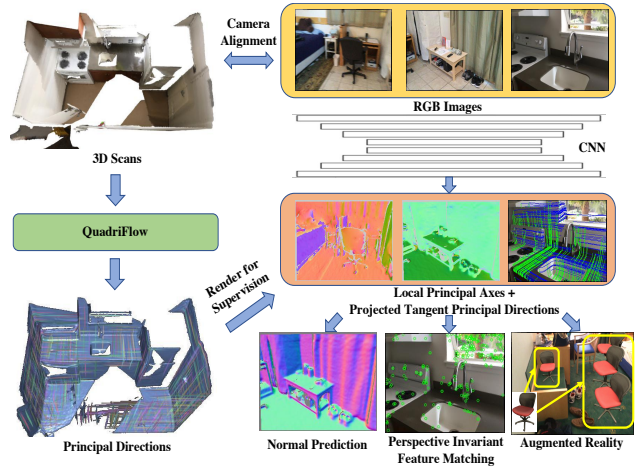 Camera
Alignment
RGB Images
CNN
3D Scans
QuadriFlow
Render for
Supervision
Local Principal Axes +
Projected Tangent Principal Directions
Principal Directions
Normal Prediction
Perspective Invariant
Feature Matching
Augmented Reality